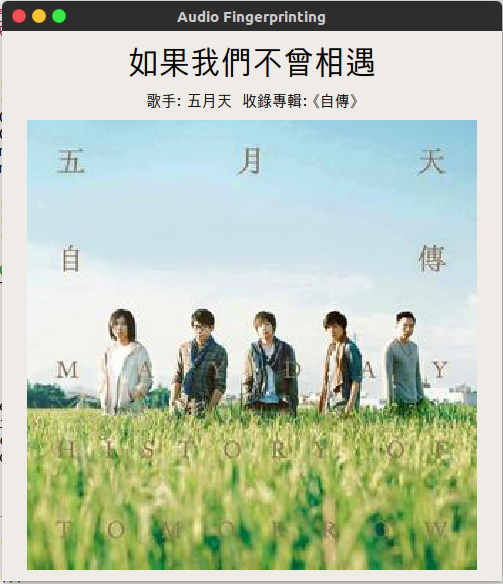 Audio Fingerprinting
如果我們不曾相遇
歌手: 五月天 收錄專輯:《自傳》
五 月 天
自 傳
M A Y D A Y
H I S T O R Y O F
T O M O R R O W